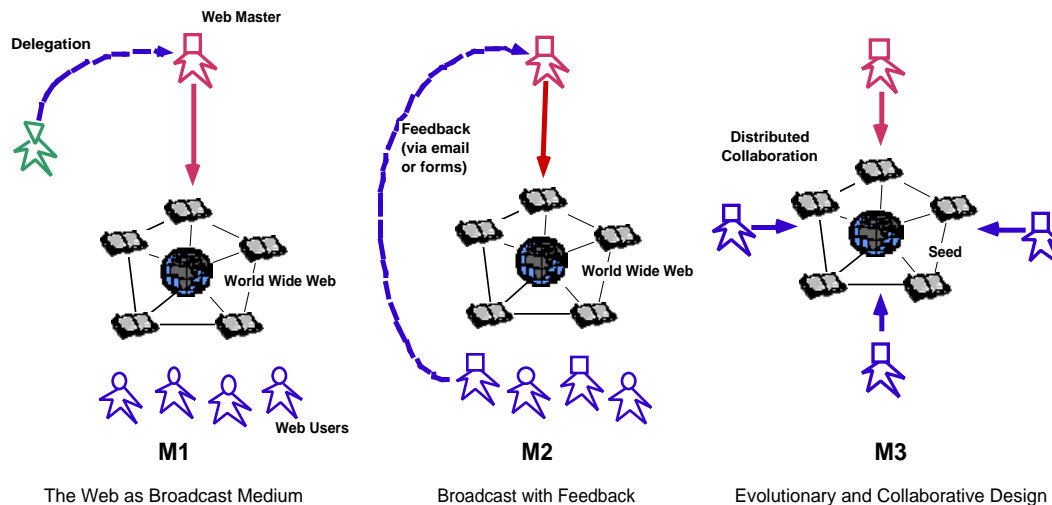 Web Master
Delegation
World Wide Web
Web Users
M1
The Web as Broadcast Medium
Feedback
(via email
or forms)
World Wide Web
M2
Broadcast with Feedback
Distributed
Collaboration
Seed
M3
Evolutionary and Collaborative Design